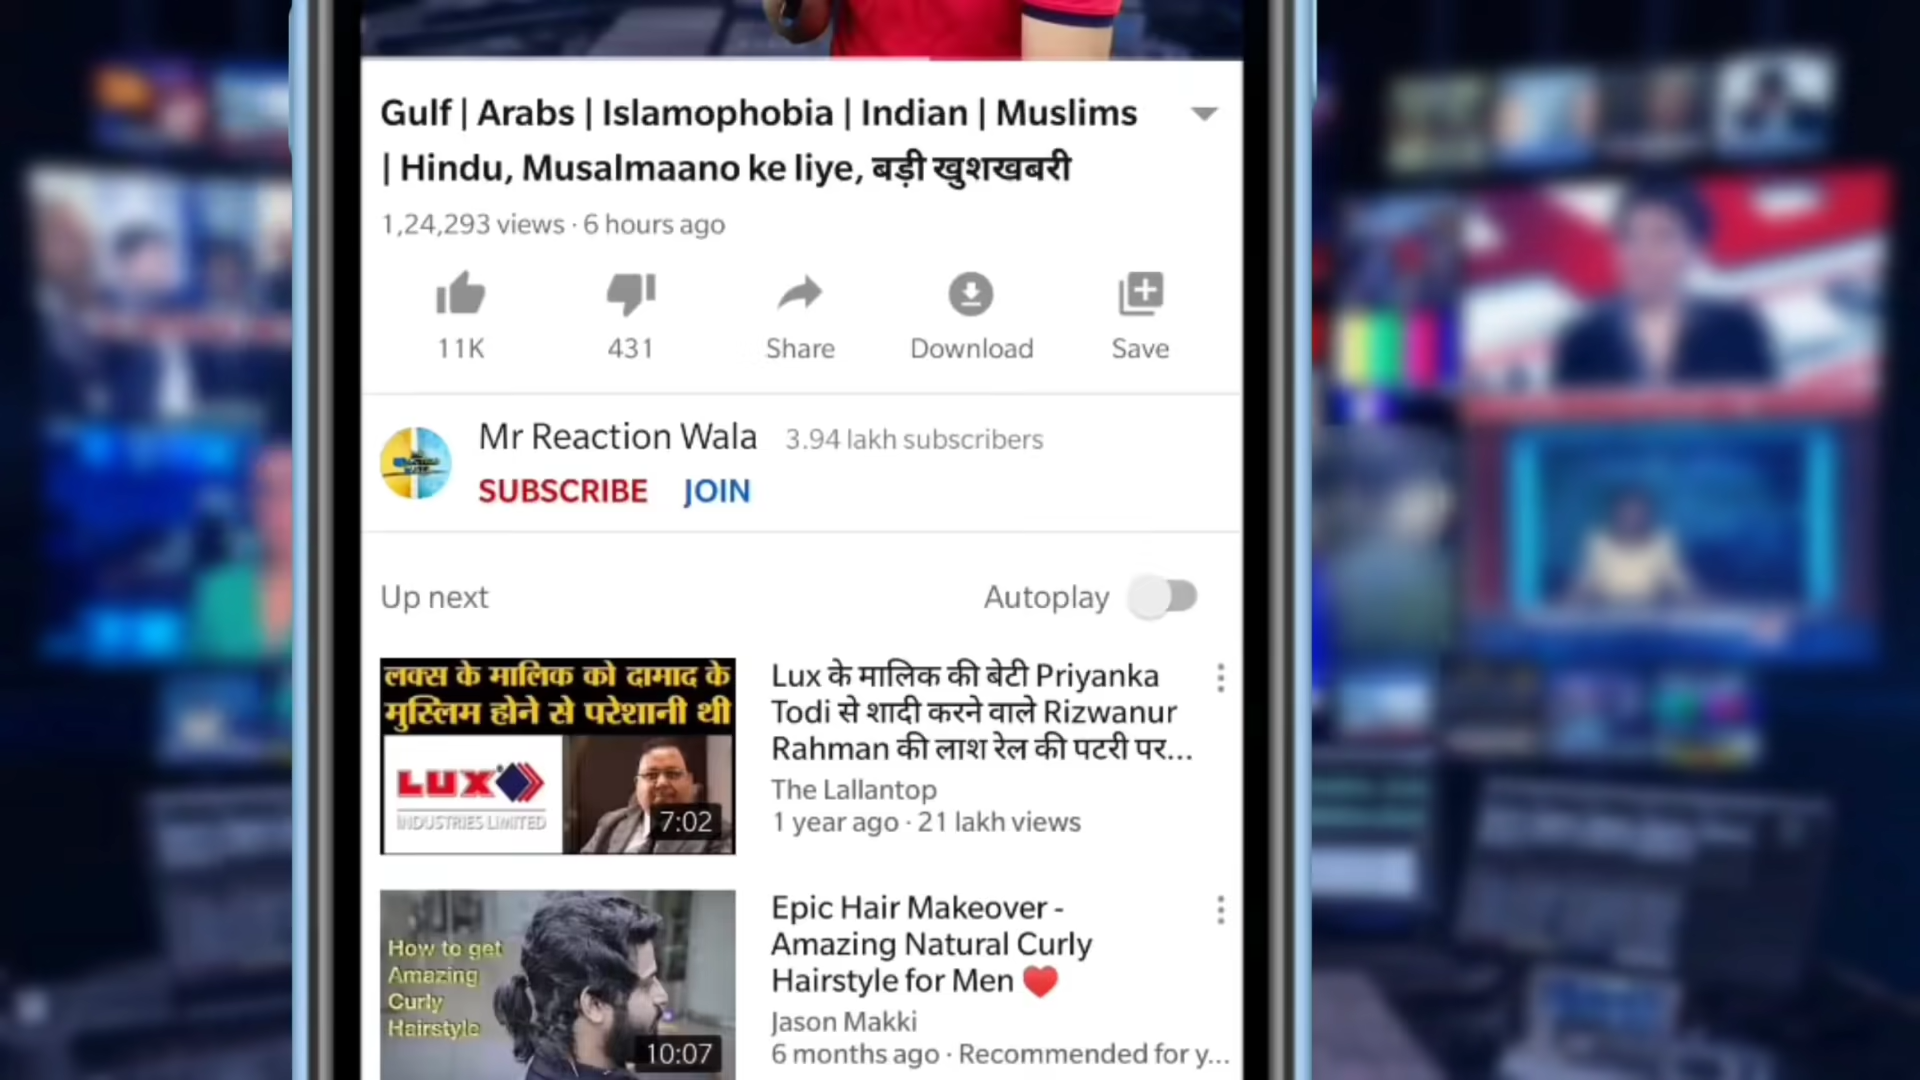 Gulf | Arabs | Islamophobia | Indian | Muslims
| Hindu, Musalmaano ke liye, बड़ी खुशखबरी
1,24,293 views · 6 hours ago
11K
431
Share
Download
Save
Mr Reaction Wala 3.94 lakh subscribers
SUBSCRIBE JOIN
Up next
Autoplay
लक्स के मालिक को दामाद के
मुस्लिम होने से परेशानी थी
LUX
INDUSTRIES LIMITED
7:02
Lux के मालिक की बेटी Priyanka
Todi से शादी करने वाले Rizwanur
Rahman की लाश रेल की पटरी पर...
The Lallantop
1 year ago · 21 lakh views
How to get
Amazing
Curly
Hairstyle
10:07
Epic Hair Makeover -
Amazing Natural Curly
Hairstyle for Men ❤️
Jason Makki
6 months ago · Recommended for y...